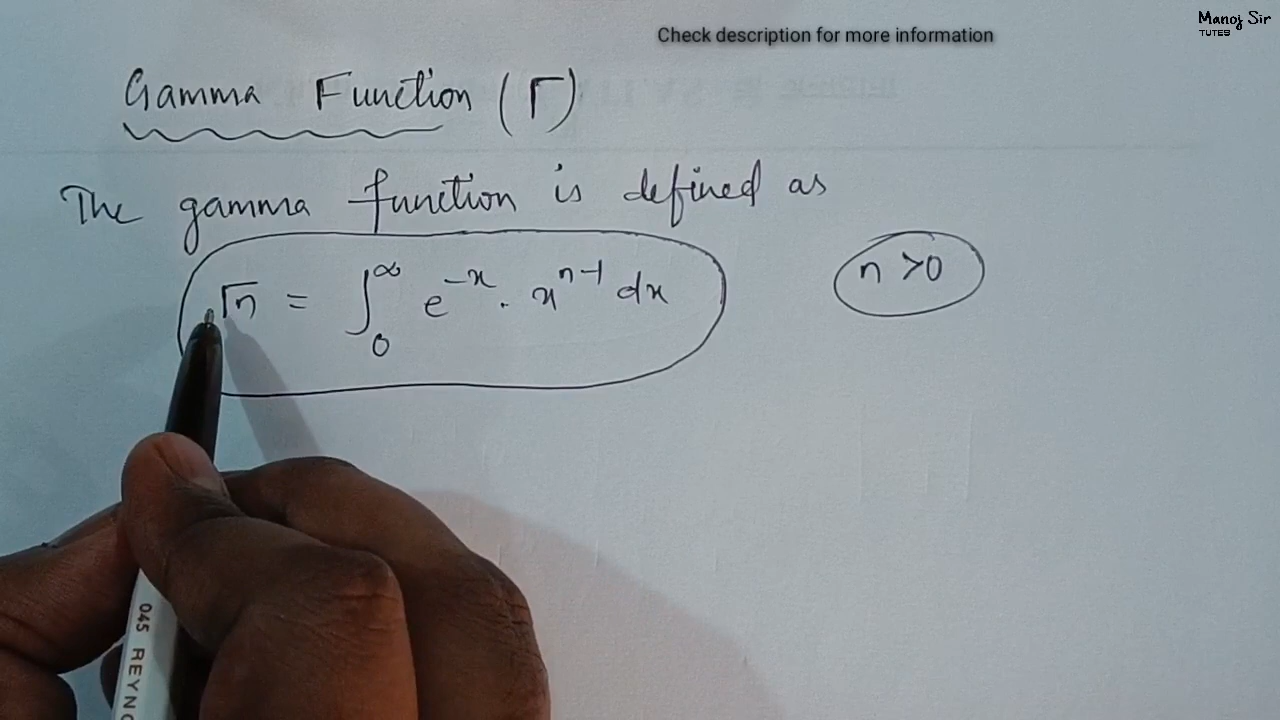 Manoj Sir
TUTES
Check description for more information
Gamma Function (Γ)
The gamma function is defined as
Γn = ∫₀^∞ e^-x . x^n-1 dx
n >0
045 REYNO